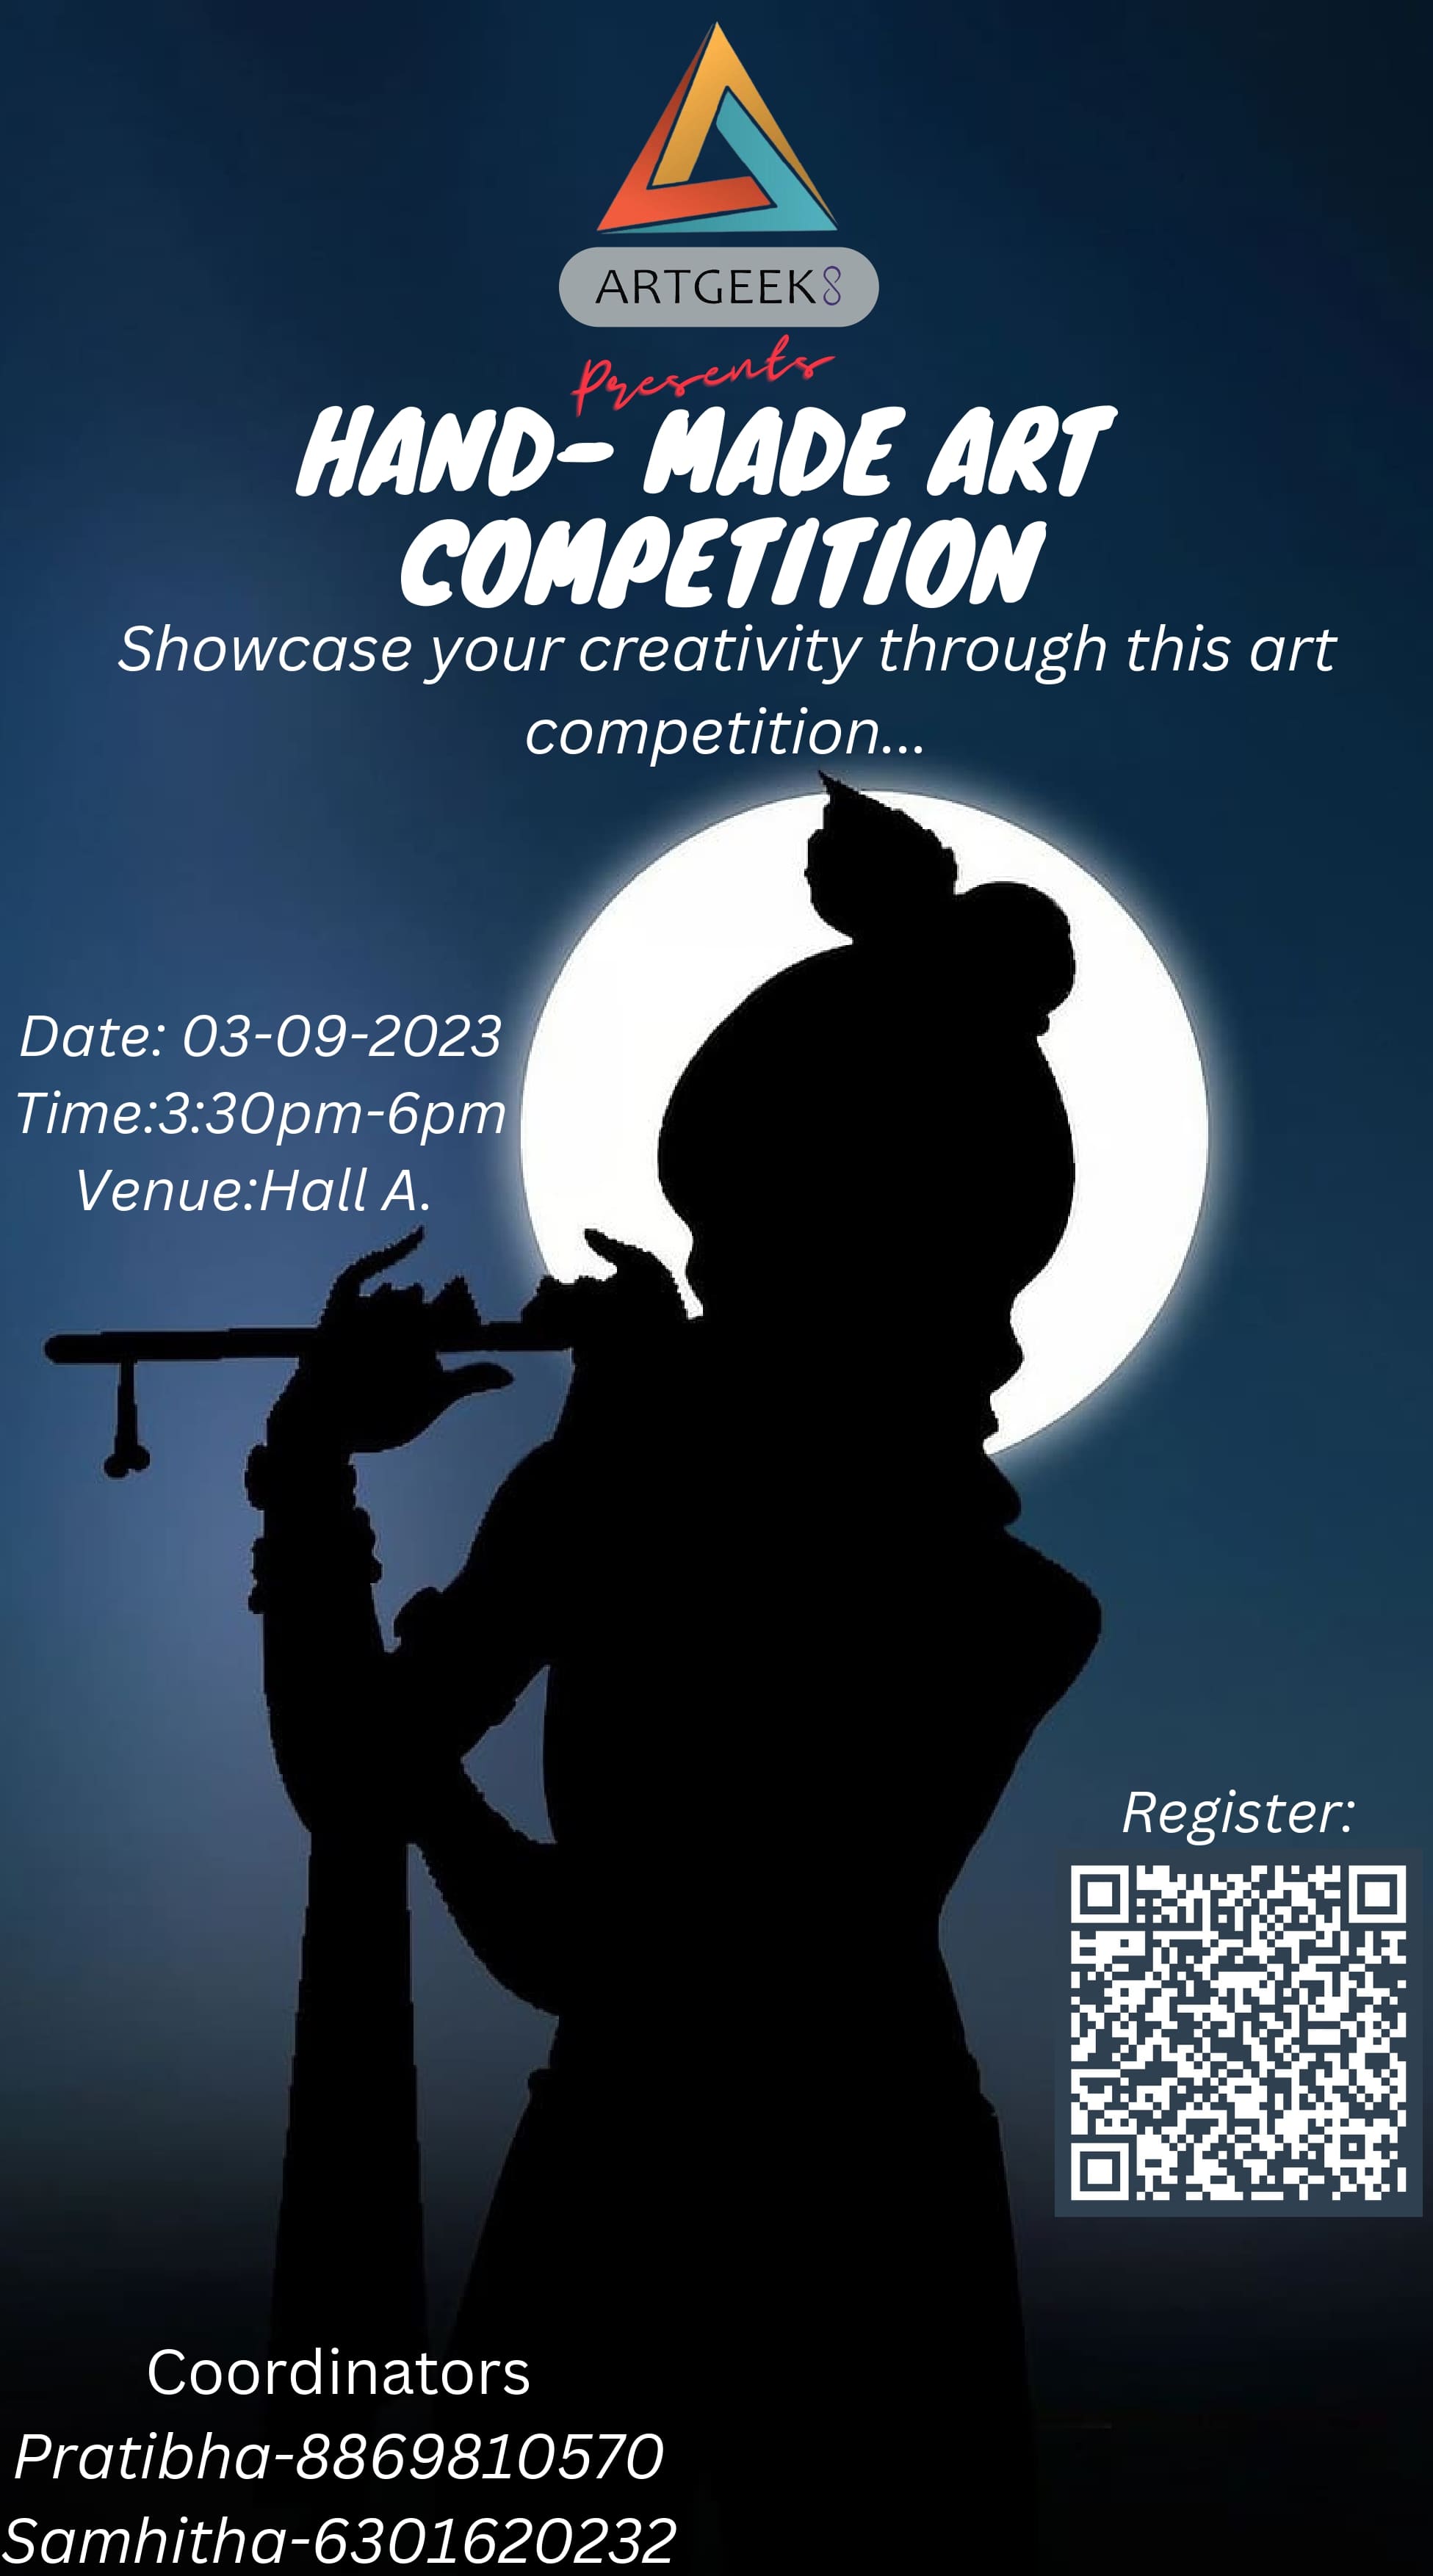 ARTGEEK8
Presents
HAND- MADE ART
COMPETITION
Showcase your creativity through this art
competition...
Date: 03-09-2023
Time:3:30pm-6pm
Venue:Hall A.
Register:
Coordinators
Pratibha-8869810570
Samhitha-6301620232